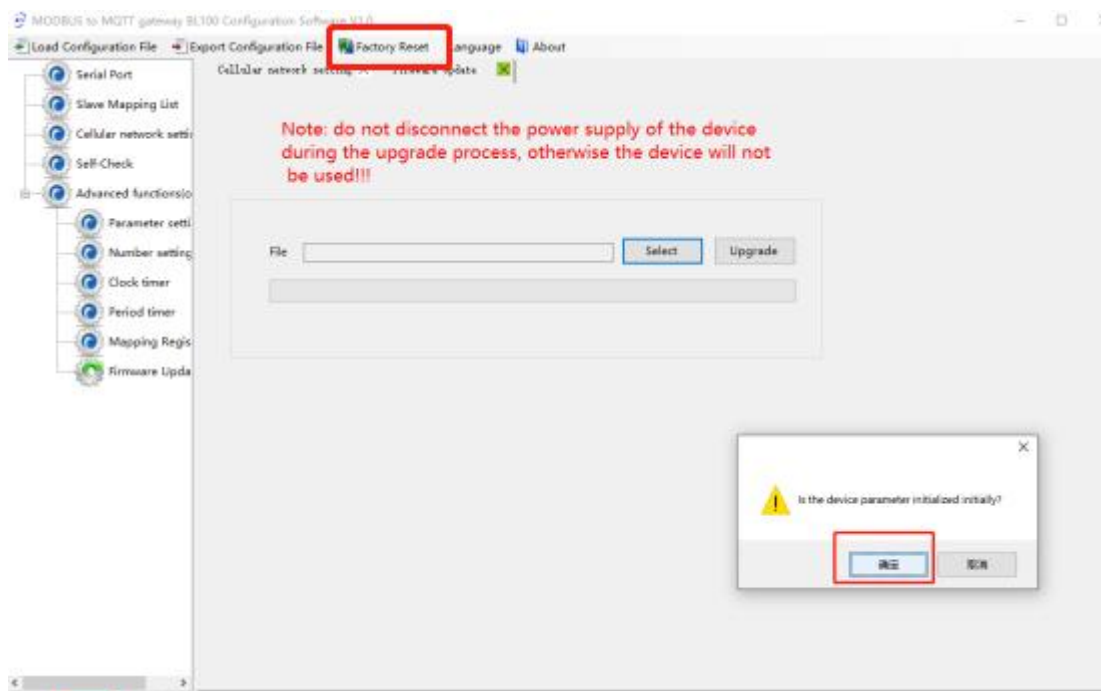 MODBUS to MQTT gateway BL100 Configuration Software V1.0
Load Configuration File Export Configuration File Factory Reset anguage About
Cellular network setting Firmware update
Serial Port
Slave Mapping List
Cellular network setti
Self-Check
Advanced functions(o
Parameter setti
Number setting
Clock timer
Period timer
Mapping Regis
Firmware Upda
Note: do not disconnect the power supply of the device
during the upgrade process, otherwise the device will not
be used!!!
File Select Upgrade
Is the device parameter initialized initially?
确定 取消